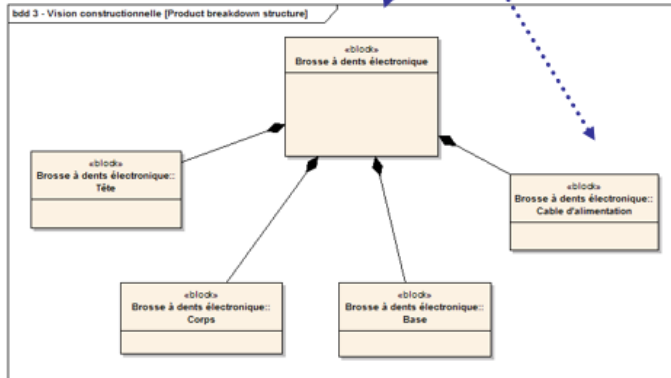 bdd 3 - Vision constructionnelle [Product breakdown structure]
«block»
Brosse à dents électronique
«block»
Brosse à dents électronique::
Tête
«block»
Brosse à dents électronique::
Cable d'alimentation
«block»
Brosse à dents électronique::
Corps
«block»
Brosse à dents électronique::
Base